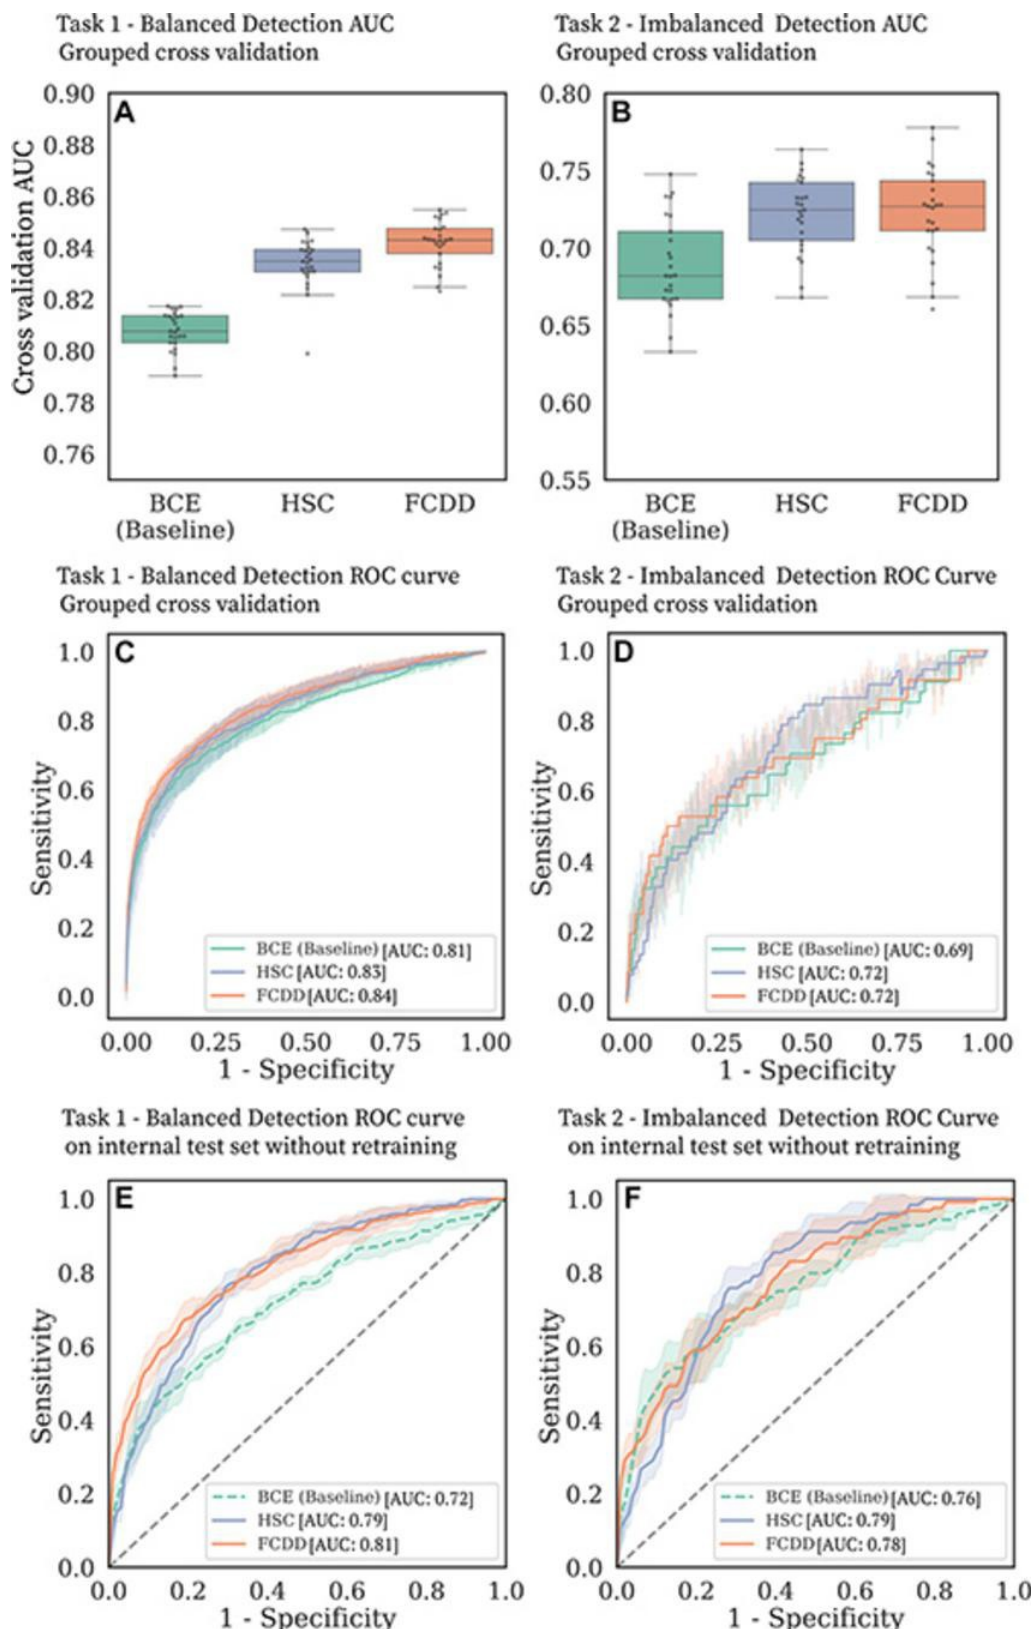 Task 1 - Balanced Detection AUC
Grouped cross validation
Task 2 - Imbalanced Detection AUC
Grouped cross validation
A
Cross validation AUC
0.90
0.88
0.86
0.84
0.82
0.80
0.78
0.76
BCE
(Baseline)
HSC
FCDD
B
0.80
0.75
0.70
0.65
0.60
0.55
BCE
(Baseline)
HSC
FCDD
Task 1 - Balanced Detection ROC curve
Grouped cross validation
Task 2 - Imbalanced Detection ROC Curve
Grouped cross validation
C
Sensitivity
1.0
0.8
0.6
0.4
0.2
0.0
BCE (Baseline) [AUC: 0.81]
HSC [AUC: 0.83]
FCDD [AUC: 0.84]
0.00 0.25 0.50 0.75 1.00
1 - Specificity
D
Sensitivity
1.0
0.8
0.6
0.4
0.2
0.0
BCE (Baseline) [AUC: 0.69]
HSC [AUC: 0.72]
FCDD [AUC: 0.72]
0.00 0.25 0.50 0.75 1.00
1 - Specificity
Task 1 - Balanced Detection ROC curve
on internal test set without retraining
Task 2 - Imbalanced Detection ROC Curve
on internal test set without retraining
E
Sensitivity
1.0
0.8
0.6
0.4
0.2
0.0
BCE (Baseline) [AUC: 0.72]
HSC [AUC: 0.79]
FCDD [AUC: 0.81]
0.0 0.2 0.4 0.6 0.8 1.0
1 - Specificity
F
Sensitivity
1.0
0.8
0.6
0.4
0.2
0.0
BCE (Baseline) [AUC: 0.76]
HSC [AUC: 0.79]
FCDD [AUC: 0.78]
0.0 0.2 0.4 0.6 0.8 1.0
1 - Specificity